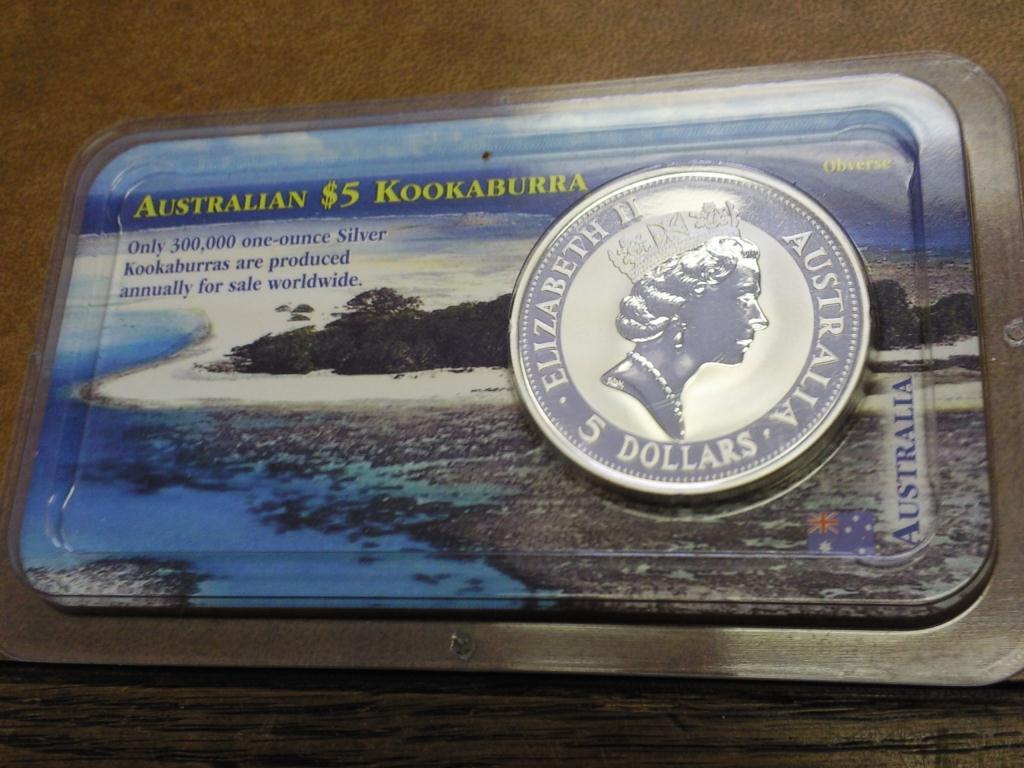 Obverse
AUSTRALIAN $5 KOOKABURRA
Only 300,000 one-ounce Silver
Kookaburras are produced
annually for sale worldwide.
ELIZABETH II
AUSTRALIA
5 DOLLARS
AUSTRALIA